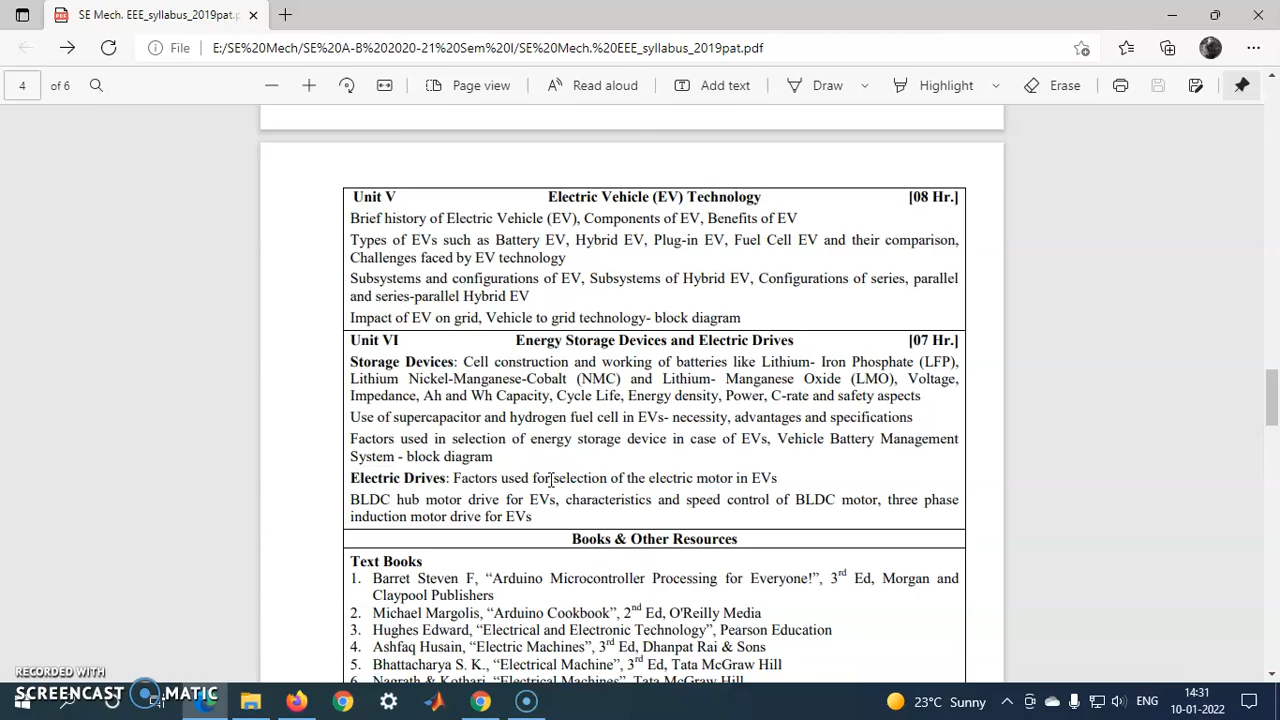 SE Mech. EEE_syllabus_2019pat.p
File
E:/SE%20Mech/SE%20A-B%202020-21%20Sem%20I/SE%20Mech.%20EEE_syllabus_2019pat.pdf
4 of 6
Page view
Read aloud
Add text
Draw
Highlight
Erase
Unit V Electric Vehicle (EV) Technology [08 Hr.]
Brief history of Electric Vehicle (EV), Components of EV, Benefits of EV
Types of EVs such as Battery EV, Hybrid EV, Plug-in EV, Fuel Cell EV and their comparison,
Challenges faced by EV technology
Subsystems and configurations of EV, Subsystems of Hybrid EV, Configurations of series, parallel
and series-parallel Hybrid EV
Impact of EV on grid, Vehicle to grid technology- block diagram
Unit VI Energy Storage Devices and Electric Drives [07 Hr.]
Storage Devices: Cell construction and working of batteries like Lithium- Iron Phosphate (LFP),
Lithium Nickel-Manganese-Cobalt (NMC) and Lithium- Manganese Oxide (LMO), Voltage,
Impedance, Ah and Wh Capacity, Cycle Life, Energy density, Power, C-rate and safety aspects
Use of supercapacitor and hydrogen fuel cell in EVs- necessity, advantages and specifications
Factors used in selection of energy storage device in case of EVs, Vehicle Battery Management
System - block diagram
Electric Drives: Factors used for selection of the electric motor in EVs
BLDC hub motor drive for EVs, characteristics and speed control of BLDC motor, three phase
induction motor drive for EVs
Books & Other Resources
Text Books
1. Barret Steven F, “Arduino Microcontroller Processing for Everyone!”, 3rd Ed, Morgan and
Claypool Publishers
2. Michael Margolis, “Arduino Cookbook”, 2nd Ed, O'Reilly Media
3. Hughes Edward, “Electrical and Electronic Technology”, Pearson Education
4. Ashfaq Husain, “Electric Machines”, 3rd Ed, Dhanpat Rai & Sons
5. Bhattacharya S. K., “Electrical Machine”, 3rd Ed, Tata McGraw Hill
6. Nagrath & Kothari, “Electrical Machines”, Tata McGraw Hill
RECORDED WITH
SCREENCAST MATIC
23°C Sunny
ENG
14:31
10-01-2022